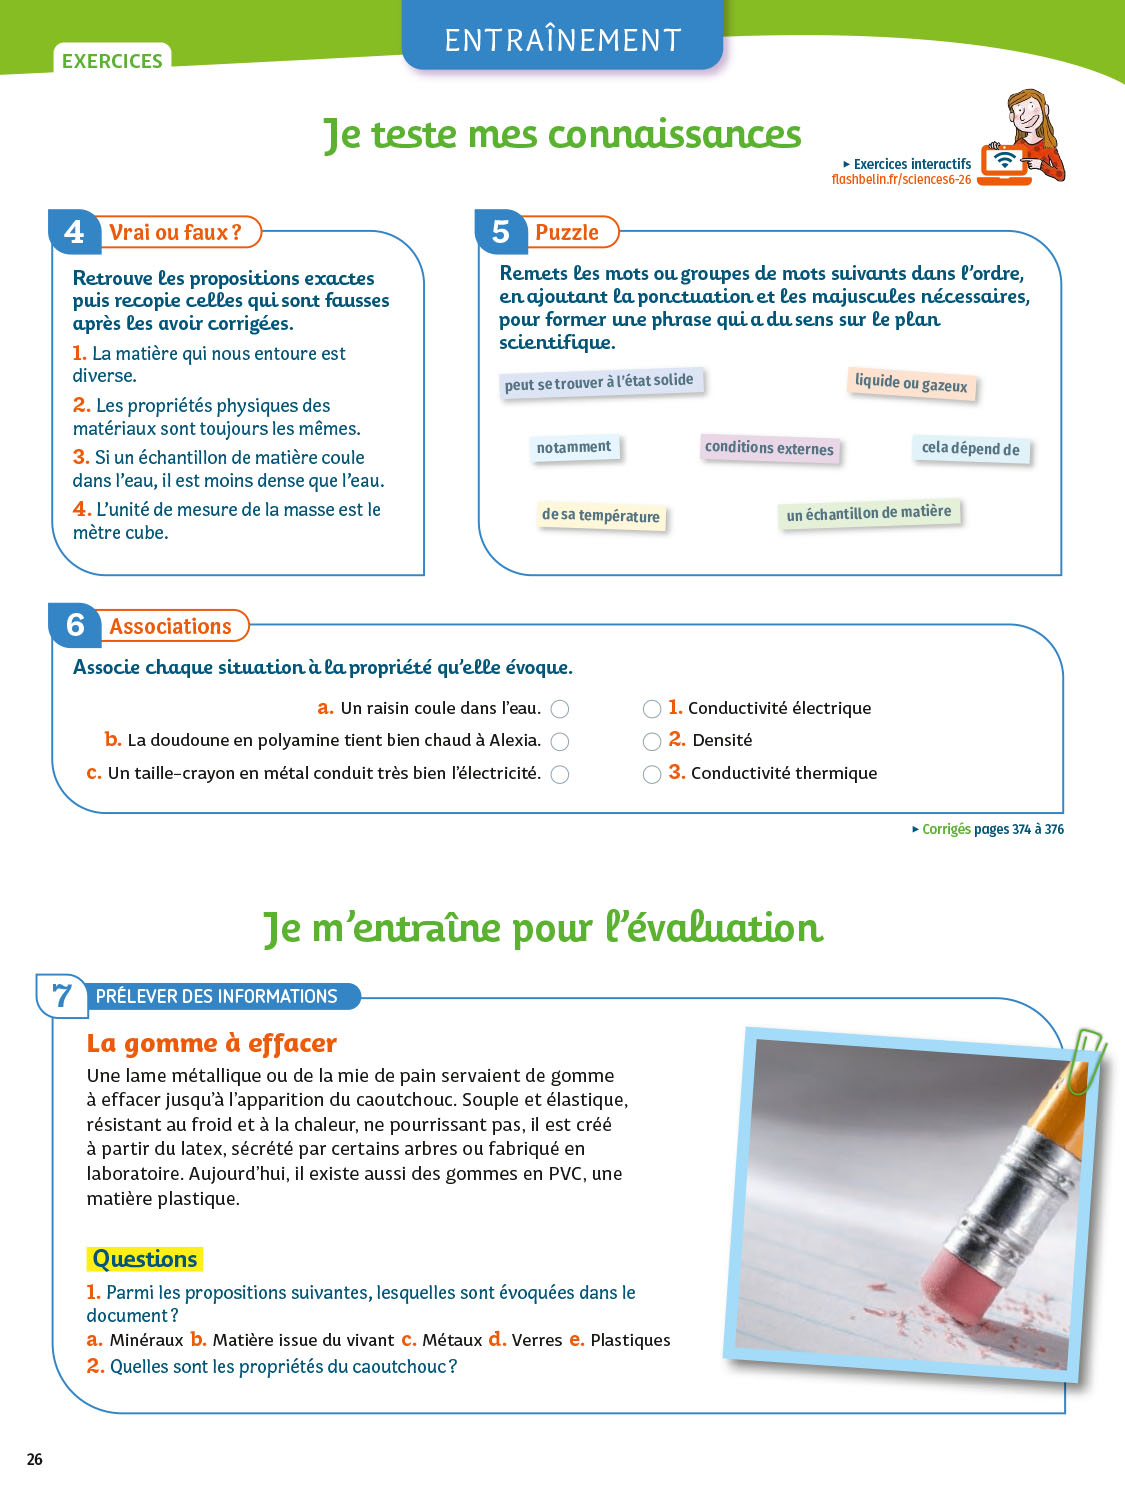 ENTRAÎNEMENT
EXERCICES
Je teste mes connaissances
▸ Exercices interactifs
flashbelin.fr/sciences6-26
4 Vrai ou faux ?
Retrouve les propositions exactes
puis recopie celles qui sont fausses
après les avoir corrigées.
1. La matière qui nous entoure est
diverse.
2. Les propriétés physiques des
matériaux sont toujours les mêmes.
3. Si un échantillon de matière coule
dans l'eau, il est moins dense que l'eau.
4. L'unité de mesure de la masse est le
mètre cube.
5 Puzzle
Remets les mots ou groupes de mots suivants dans l'ordre,
en ajoutant la ponctuation et les majuscules nécessaires,
pour former une phrase qui a du sens sur le plan
scientifique.
peut se trouver à l'état solide
liquide ou gazeux
notamment
conditions externes
cela dépend de
de sa température
un échantillon de matière
6 Associations
Associe chaque situation à la propriété qu'elle évoque.
a. Un raisin coule dans l'eau.
b. La doudoune en polyamine tient bien chaud à Alexia.
c. Un taille-crayon en métal conduit très bien l'électricité.
1. Conductivité électrique
2. Densité
3. Conductivité thermique
▸ Corrigés pages 374 à 376
Je m'entraîne pour l'évaluation
7 PRÉLEVER DES INFORMATIONS
La gomme à effacer
Une lame métallique ou de la mie de pain servaient de gomme
à effacer jusqu'à l'apparition du caoutchouc. Souple et élastique,
résistant au froid et à la chaleur, ne pourrissant pas, il est créé
à partir du latex, sécrété par certains arbres ou fabriqué en
laboratoire. Aujourd'hui, il existe aussi des gommes en PVC, une
matière plastique.
Questions
1. Parmi les propositions suivantes, lesquelles sont évoquées dans le
document ?
a. Minéraux b. Matière issue du vivant c. Métaux d. Verres e. Plastiques
2. Quelles sont les propriétés du caoutchouc ?
26